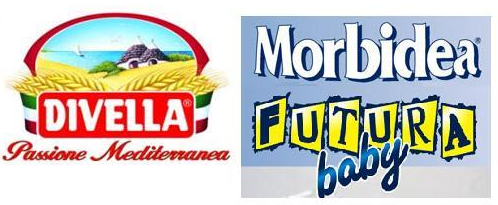 DIVELLA®
Passione Mediterranea
Morbidea®
FUTURA
baby